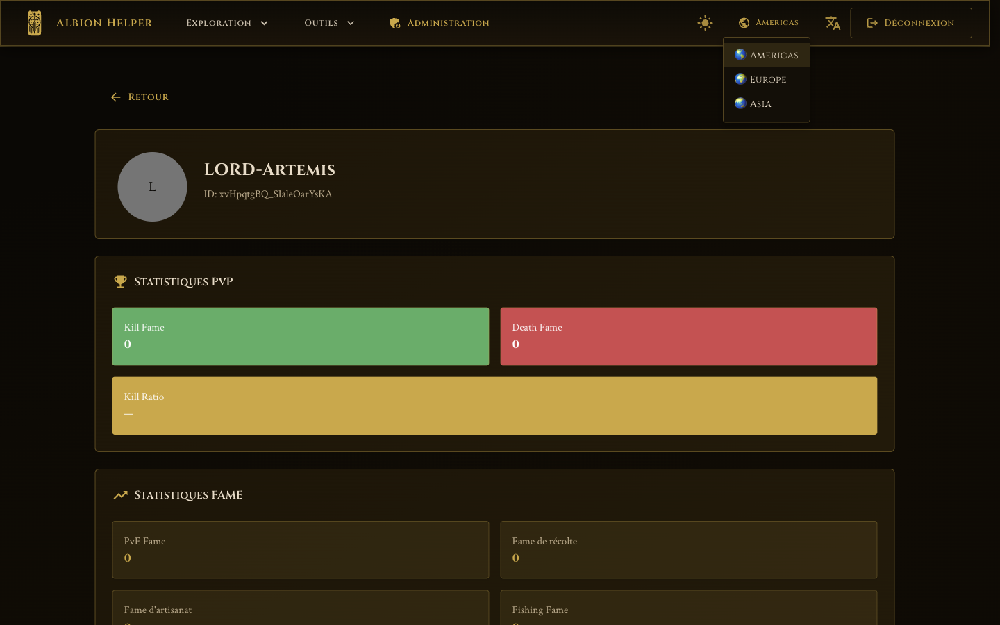 Albion Helper
Exploration
Outils
Administration
Americas
Déconnexion
Americas
Europe
Asia
Retour
L
LORD-Artemis
ID: xvHpqtgBQ_SIaleOarYsKA
Statistiques PvP
Kill Fame
0
Death Fame
0
Kill Ratio
—
Statistiques FAME
PvE Fame
0
Fame de récolte
0
Fame d'artisanat
Fishing Fame